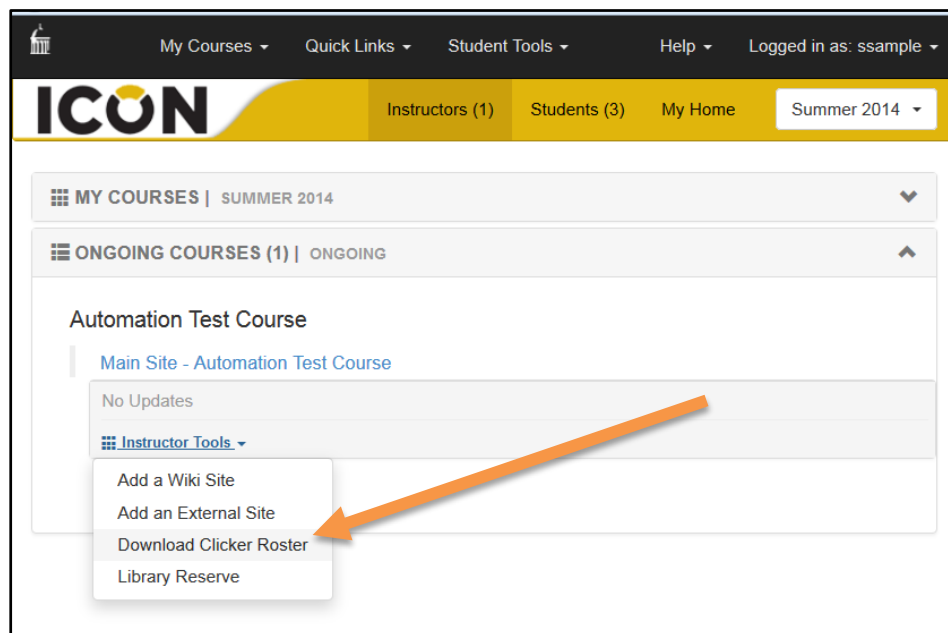 My Courses Quick Links Student Tools Help Logged in as: ssample
ICON Instructors (1) Students (3) My Home Summer 2014
MY COURSES | SUMMER 2014
ONGOING COURSES (1) | ONGOING
Automation Test Course
Main Site - Automation Test Course
No Updates
Instructor Tools
Add a Wiki Site
Add an External Site
Download Clicker Roster
Library Reserve